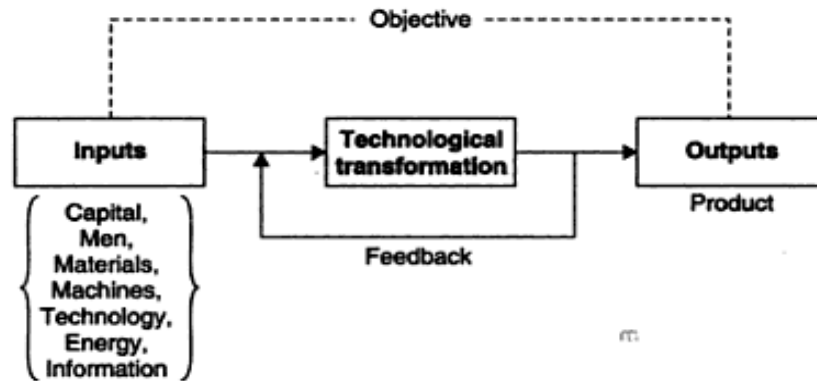 Objective
Inputs
Technological
transformation
Outputs
Capital,
Men,
Materials,
Machines,
Technology,
Energy,
Information
Product
Feedback